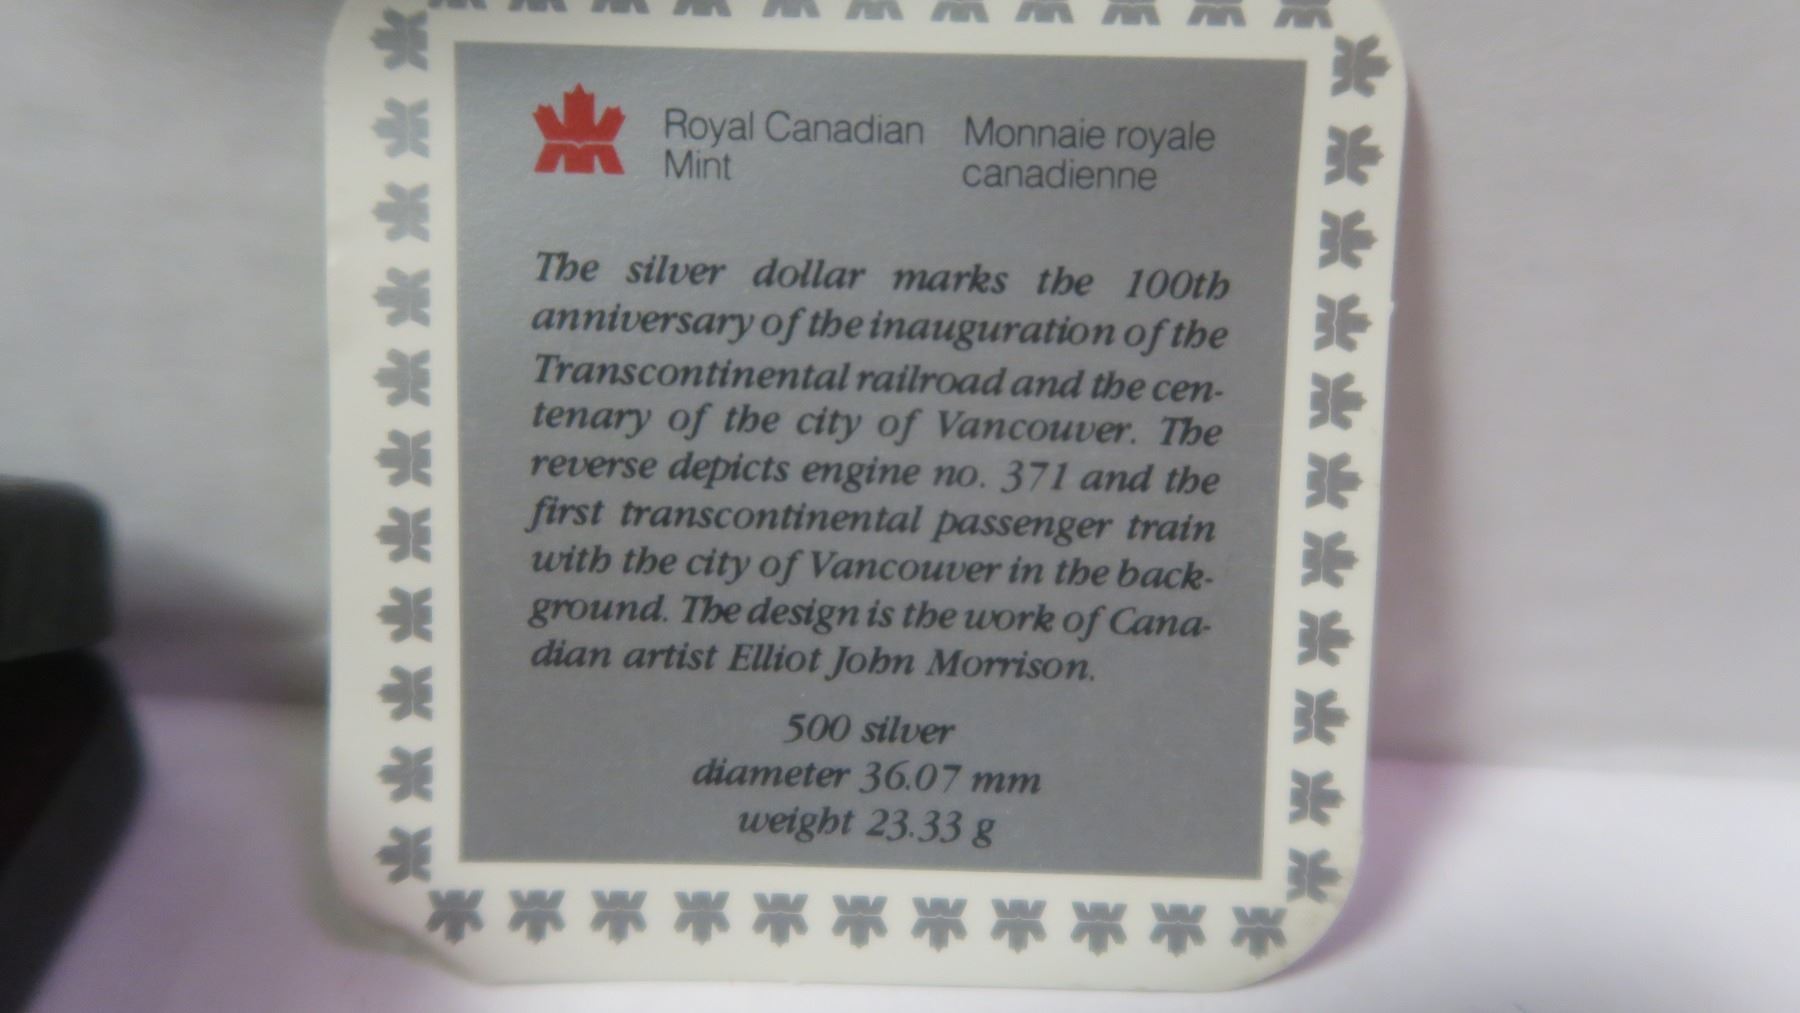 Royal Canadian Mint
Monnaie royale canadienne
The silver dollar marks the 100th
anniversary of the inauguration of the
Transcontinental railroad and the cen-
tenary of the city of Vancouver. The
reverse depicts engine no. 371 and the
first transcontinental passenger train
with the city of Vancouver in the back-
ground. The design is the work of Cana-
dian artist Elliot John Morrison.
500 silver
diameter 36.07 mm
weight 23.33 g